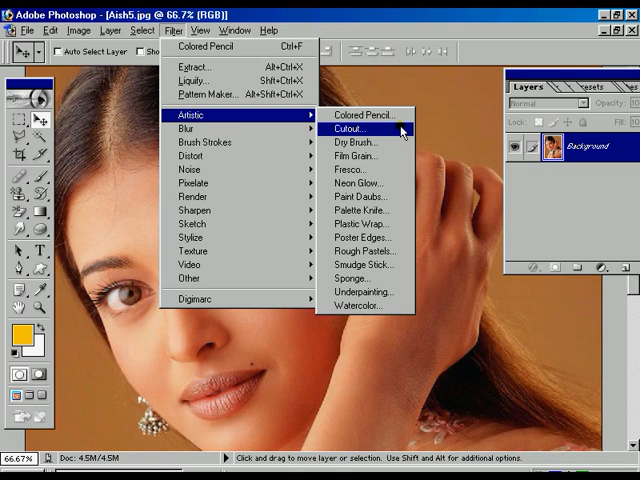 Adobe Photoshop - [Aish5.jpg @ 66.7% (RGB)]
File Edit Image Layer Select Filter View Window Help
Auto Select Layer Sho
Colored Pencil Ctrl+F
Extract... Alt+Ctrl+X
Liquify... Shft+Ctrl+X
Pattern Maker... Alt+Shft+Ctrl+X
Artistic
Blur
Brush Strokes
Distort
Noise
Pixelate
Render
Sharpen
Sketch
Stylize
Texture
Video
Other
Digimarc
Colored Pencil...
Cutout...
Dry Brush...
Film Grain...
Fresco...
Neon Glow...
Paint Daubs...
Palette Knife...
Plastic Wrap...
Poster Edges...
Rough Pastels...
Smudge Stick...
Sponge...
Underpainting...
Watercolor...
Layers
Normal Opacity: 10
Lock:
Background
66.67% Doc: 4.5M/4.5M Click and drag to move layer or selection. Use Shift and Alt for additional options.